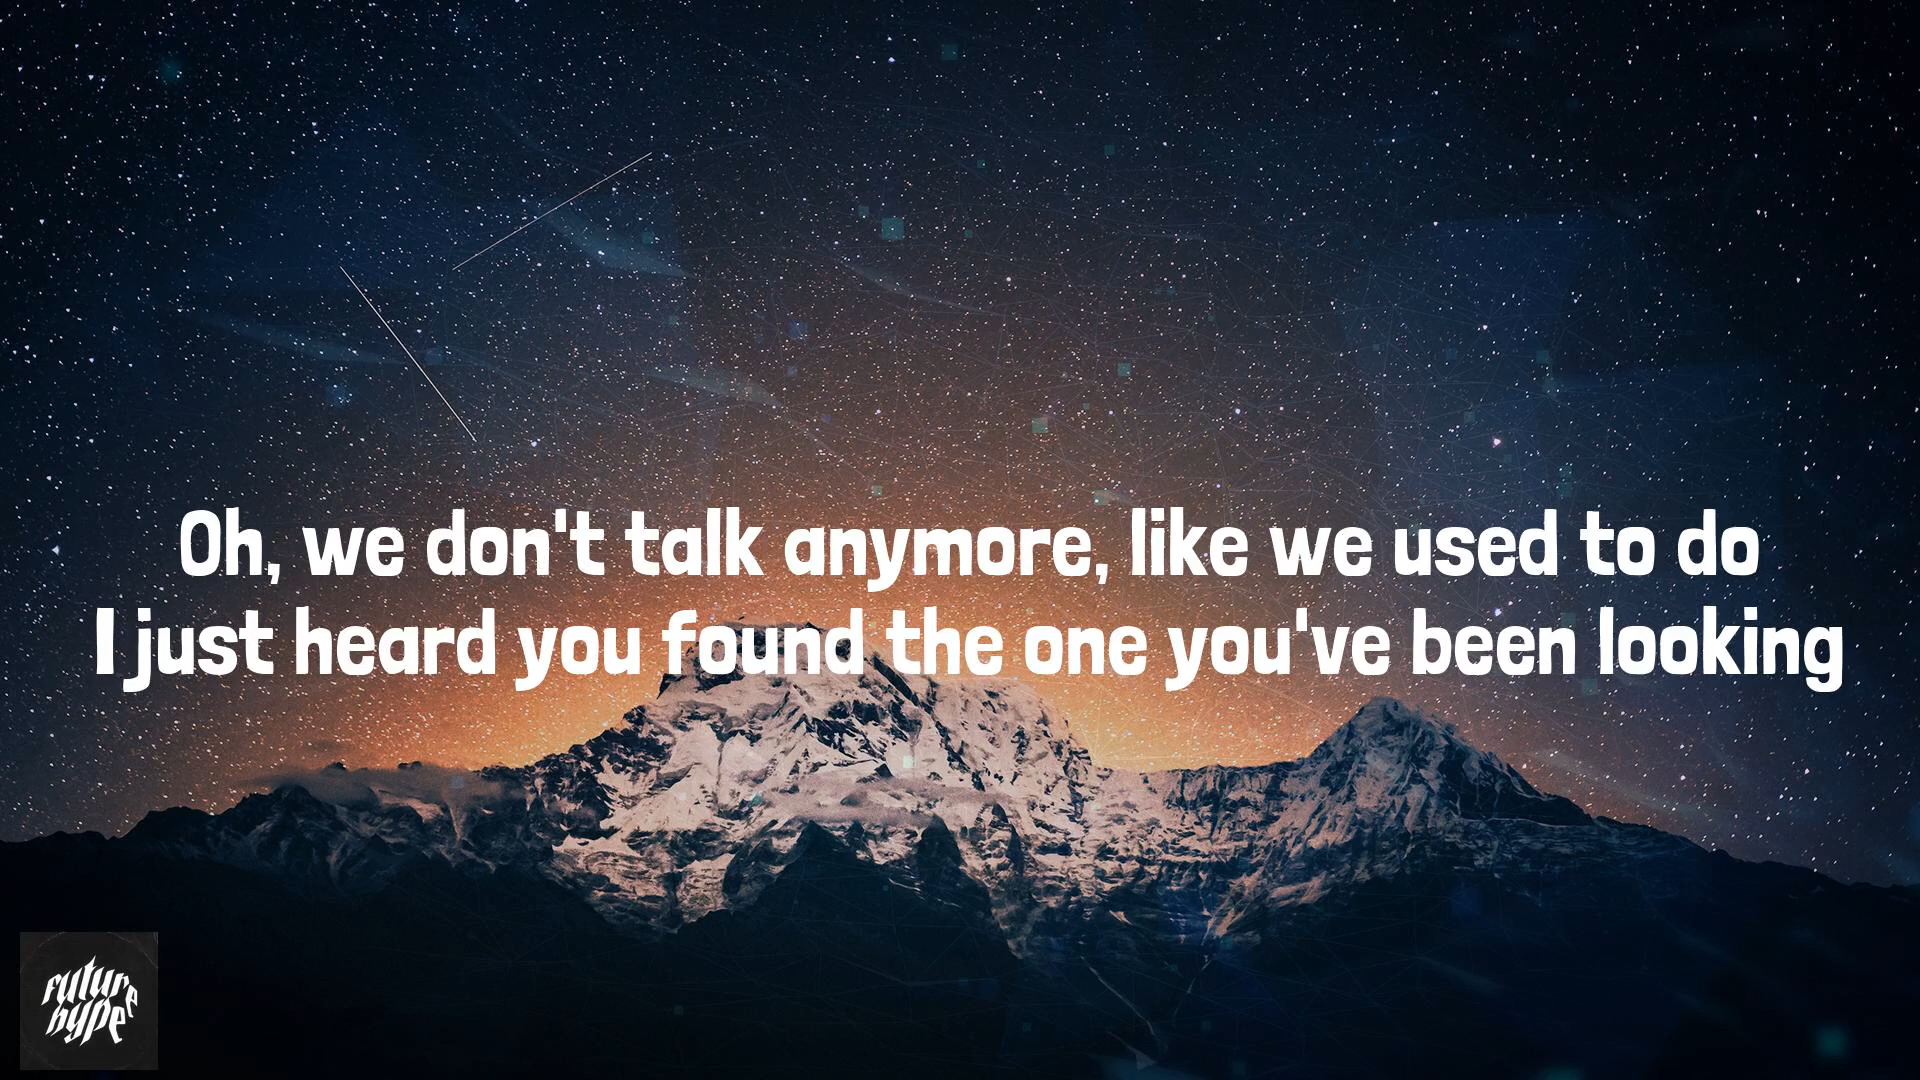 Oh, we don't talk anymore, like we used to do
I just heard you found the one you've been looking
future
hype